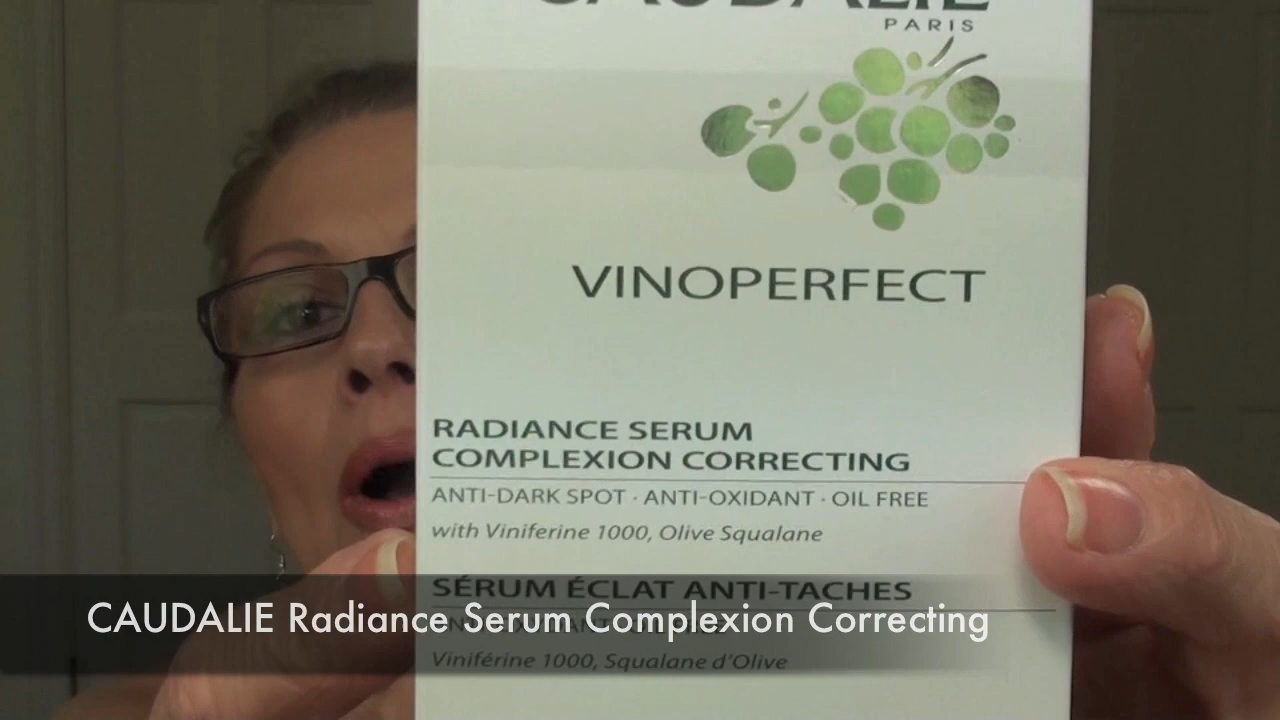 CAUDALIE
PARIS
VINOPERFECT
RADIANCE SERUM
COMPLEXION CORRECTING
ANTI-DARK SPOT · ANTI-OXIDANT · OIL FREE
with Viniferine 1000, Olive Squalane
SÉRUM ÉCLAT ANTI-TACHES
CAUDALIE Radiance Serum Complexion Correcting
Viniférine 1000, Squalane d'Olive